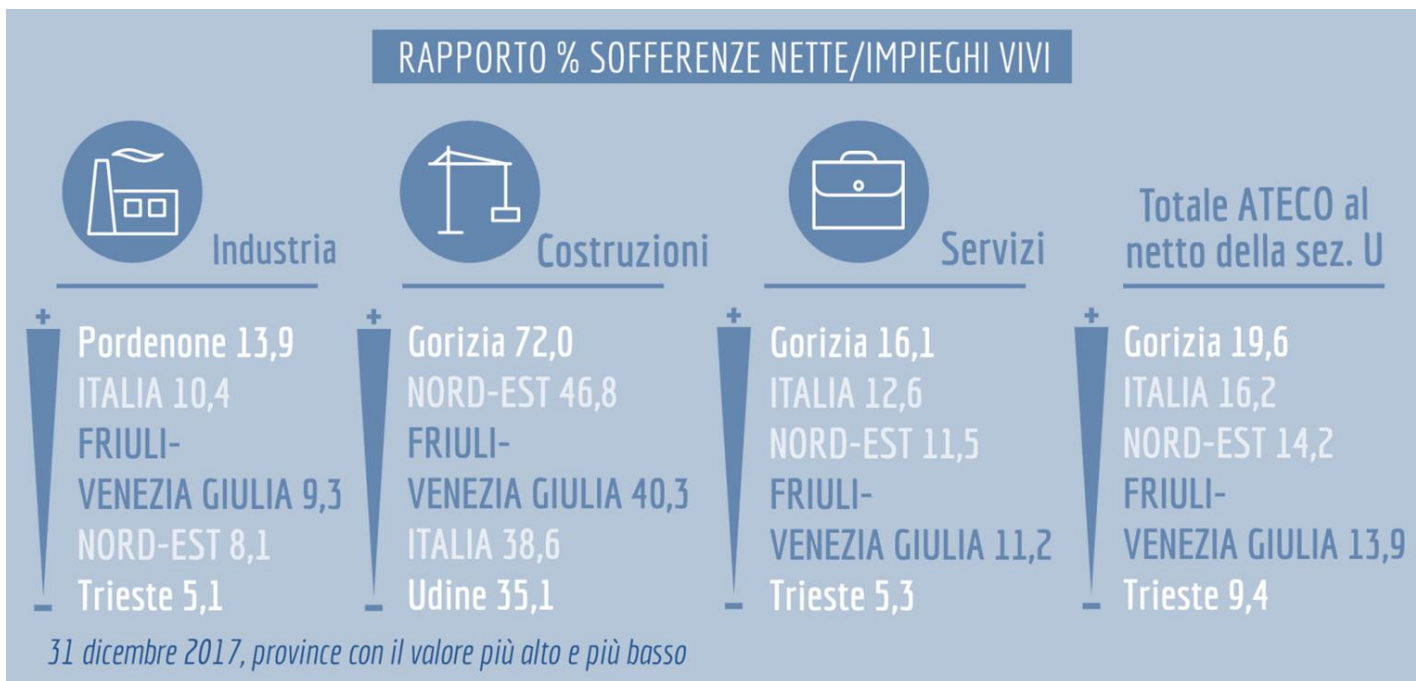 RAPPORTO % SOFFERENZE NETTE/IMPIEGHI VIVI
Industria
+
Pordenone 13,9
ITALIA 10,4
FRIULI-
VENEZIA GIULIA 9,3
NORD-EST 8,1
Trieste 5,1
–
Costruzioni
+
Gorizia 72,0
NORD-EST 46,8
FRIULI-
VENEZIA GIULIA 40,3
ITALIA 38,6
Udine 35,1
–
Servizi
+
Gorizia 16,1
ITALIA 12,6
NORD-EST 11,5
FRIULI-
VENEZIA GIULIA 11,2
Trieste 5,3
–
Totale ATECO al
netto della sez. U
+
Gorizia 19,6
ITALIA 16,2
NORD-EST 14,2
FRIULI-
VENEZIA GIULIA 13,9
Trieste 9,4
–
31 dicembre 2017, province con il valore più alto e più basso